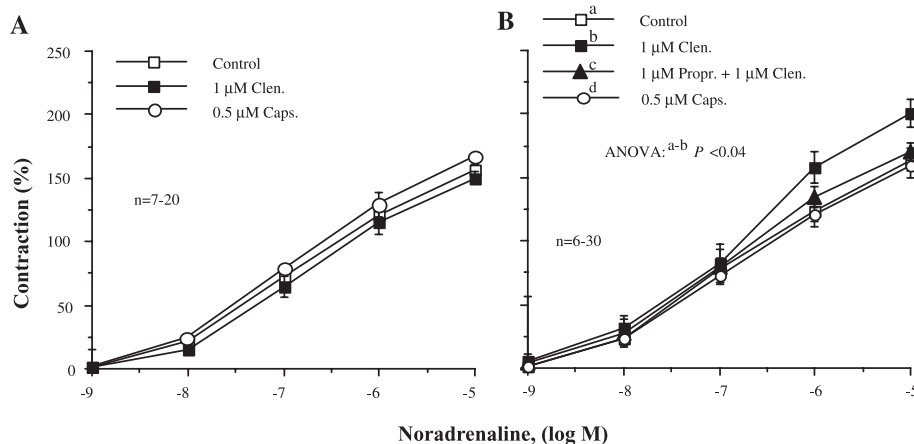 A
Control
1 µM Clen.
0.5 µM Caps.
n=7-20
Contraction (%)
250
200
150
100
50
0
-9
-8
-7
-6
-5
B
a
Control
b
1 µM Clen.
c
1 µM Propr. + 1 µM Clen.
d
0.5 µM Caps.
ANOVA: a-b P <0.04
n=6-30
-9
-8
-7
-6
-5
Noradrenaline, (log M)